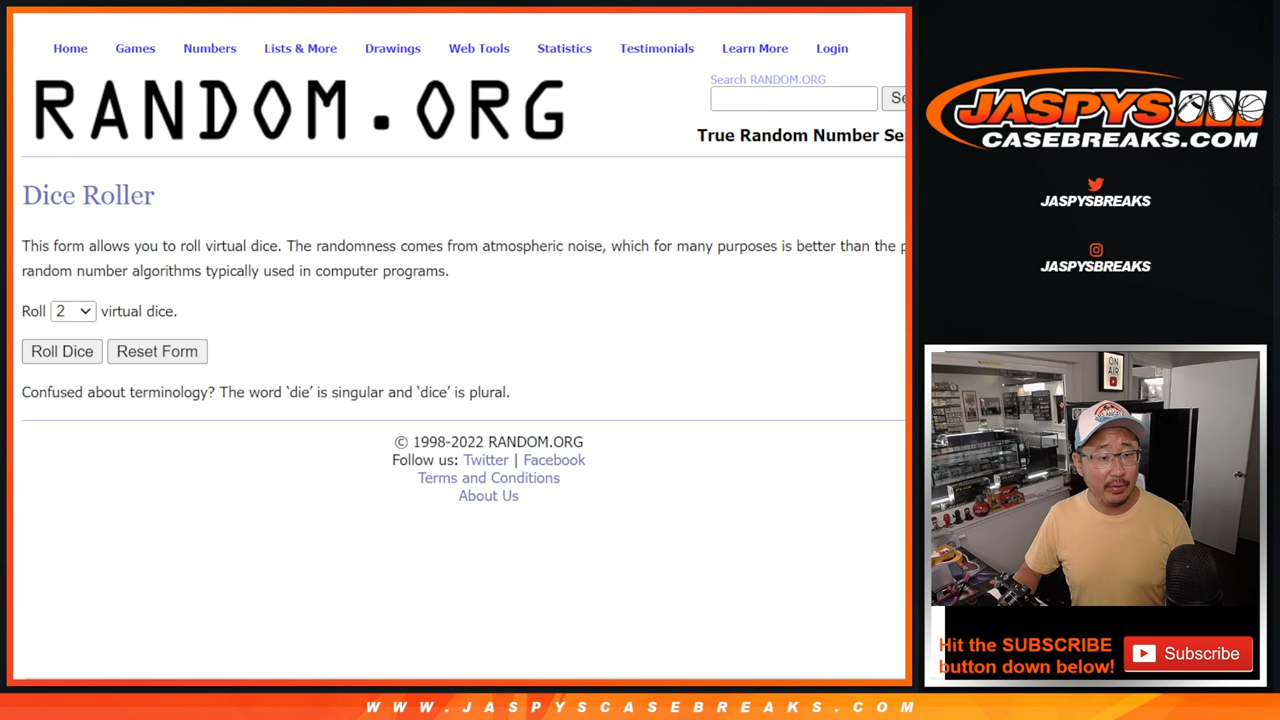 Home Games Numbers Lists & More Drawings Web Tools Statistics Testimonials Learn More Login
RANDOM.ORG
Search RANDOM.ORG
Se
True Random Number Se
Dice Roller
This form allows you to roll virtual dice. The randomness comes from atmospheric noise, which for many purposes is better than the p
random number algorithms typically used in computer programs.
Roll 2 virtual dice.
Roll Dice Reset Form
Confused about terminology? The word ‘die’ is singular and ‘dice’ is plural.
© 1998-2022 RANDOM.ORG
Follow us: Twitter | Facebook
Terms and Conditions
About Us
JASPYS
CASEBREAKS.COM
JASPYSBREAKS
JASPYSBREAKS
ON
AIR
Hit the SUBSCRIBE
button down below!
Subscribe
WWW.JASPYSCASEBREAKS.COM